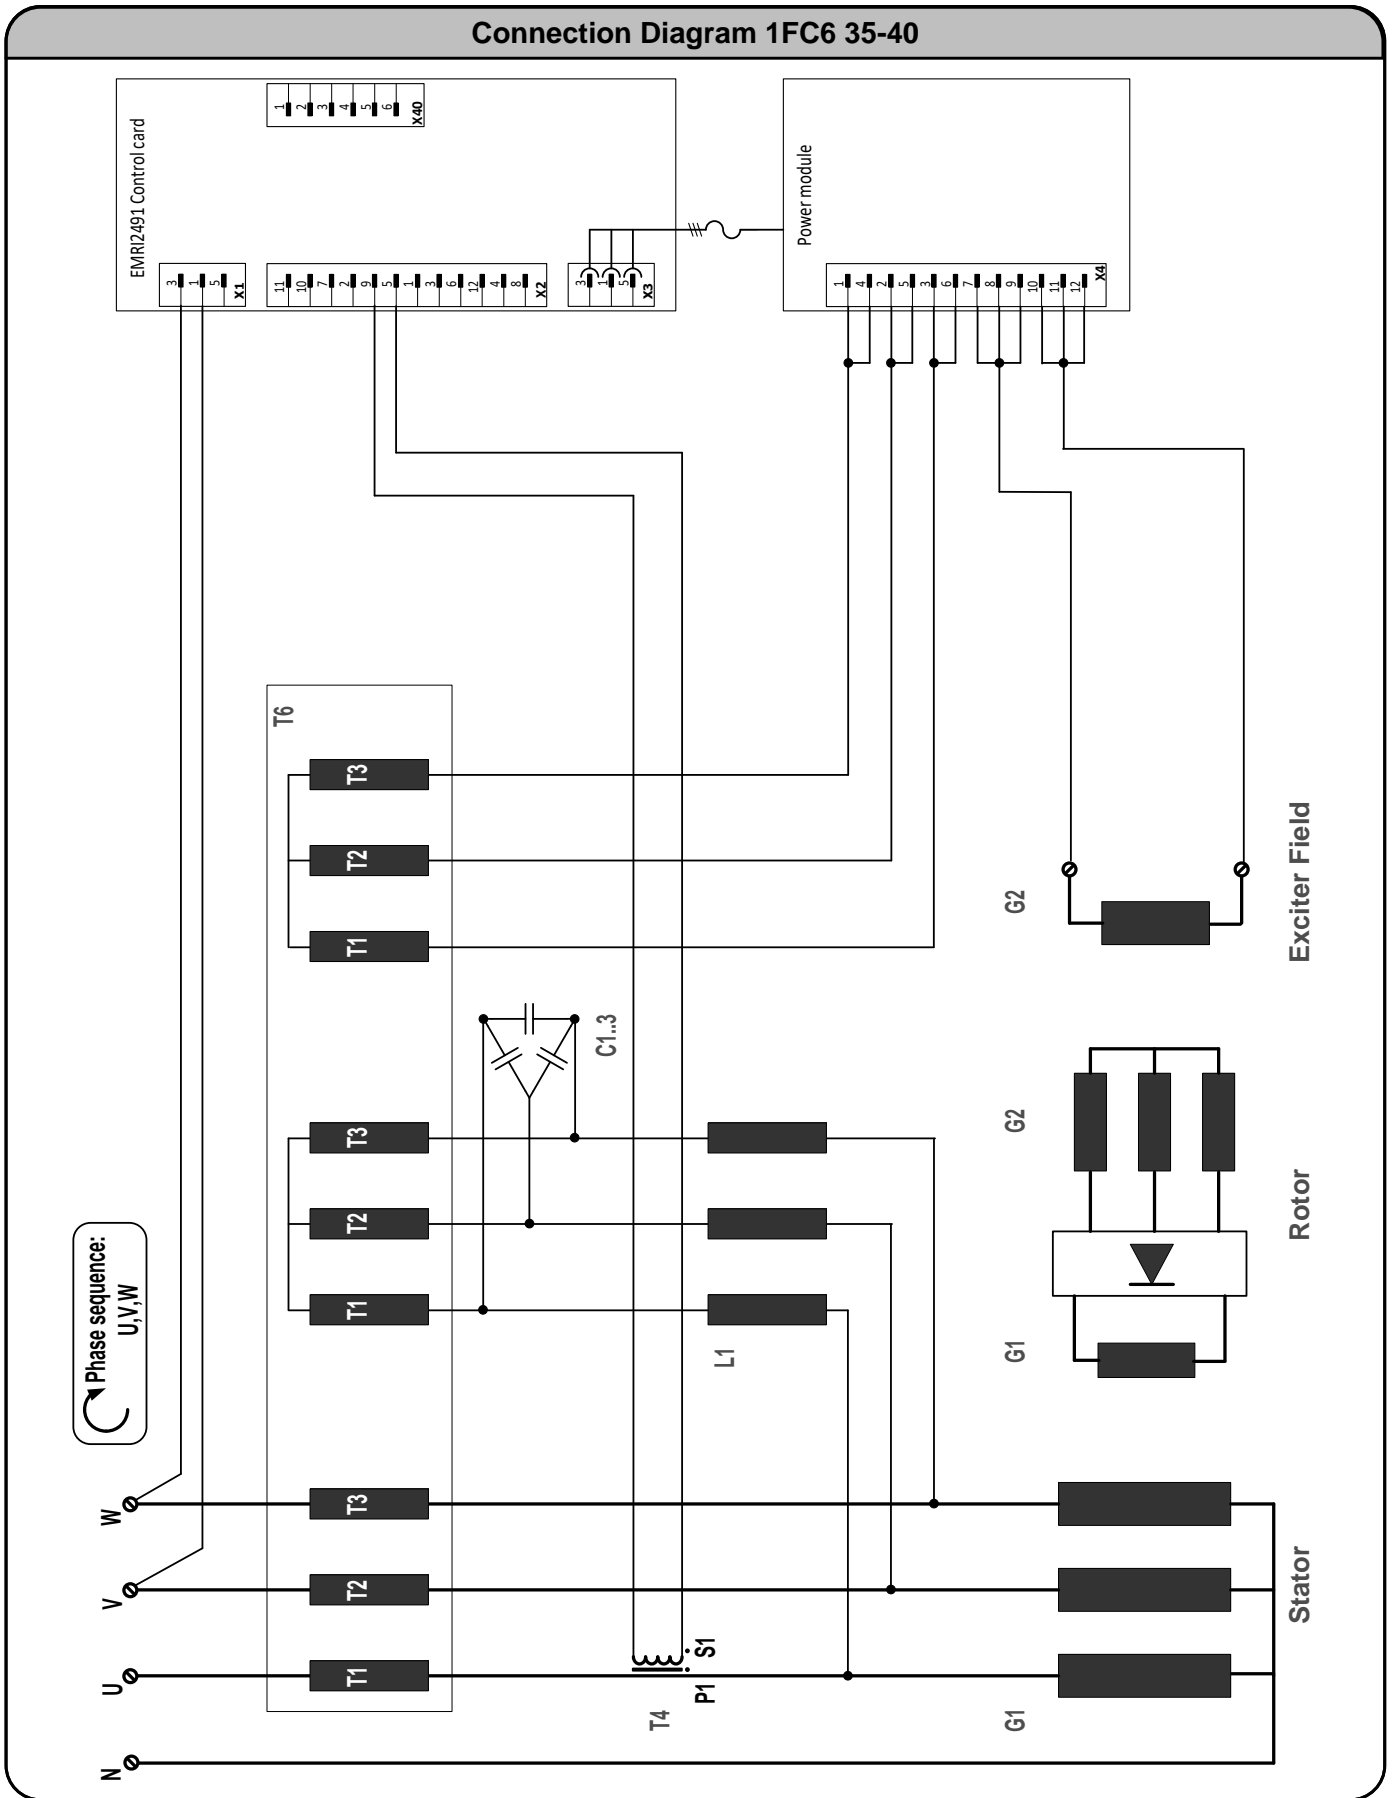 Connection Diagram 1FC6 35-40
EMRI2491 Control card
1
2
3
4
5
6
X40
3
1
5
X1
11
10
7
2
9
5
1
3
6
12
4
8
X2
3
1
5
X3
Power module
1
4
2
5
3
6
7
8
9
10
11
12
X4
T6
T3
T2
T1
C1..3
T3
T2
T1
L1
G2
Exciter Field
G2
Rotor
G1
Phase sequence:
U,V,W
W
T3
V
T2
U
T1
N
T4
P1
S1
G1
Stator